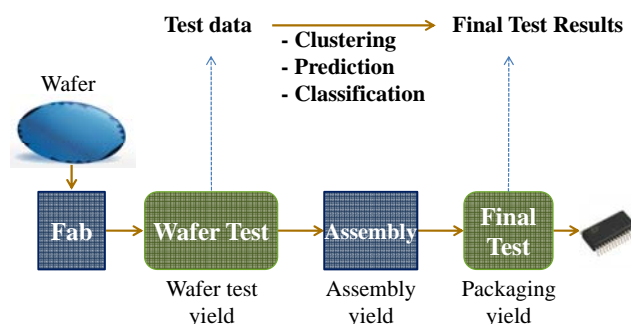 Test data
Final Test Results
- Clustering
- Prediction
- Classification
Wafer
Fab
Wafer Test
Assembly
Final
Test
Wafer test
yield
Assembly
yield
Packaging
yield